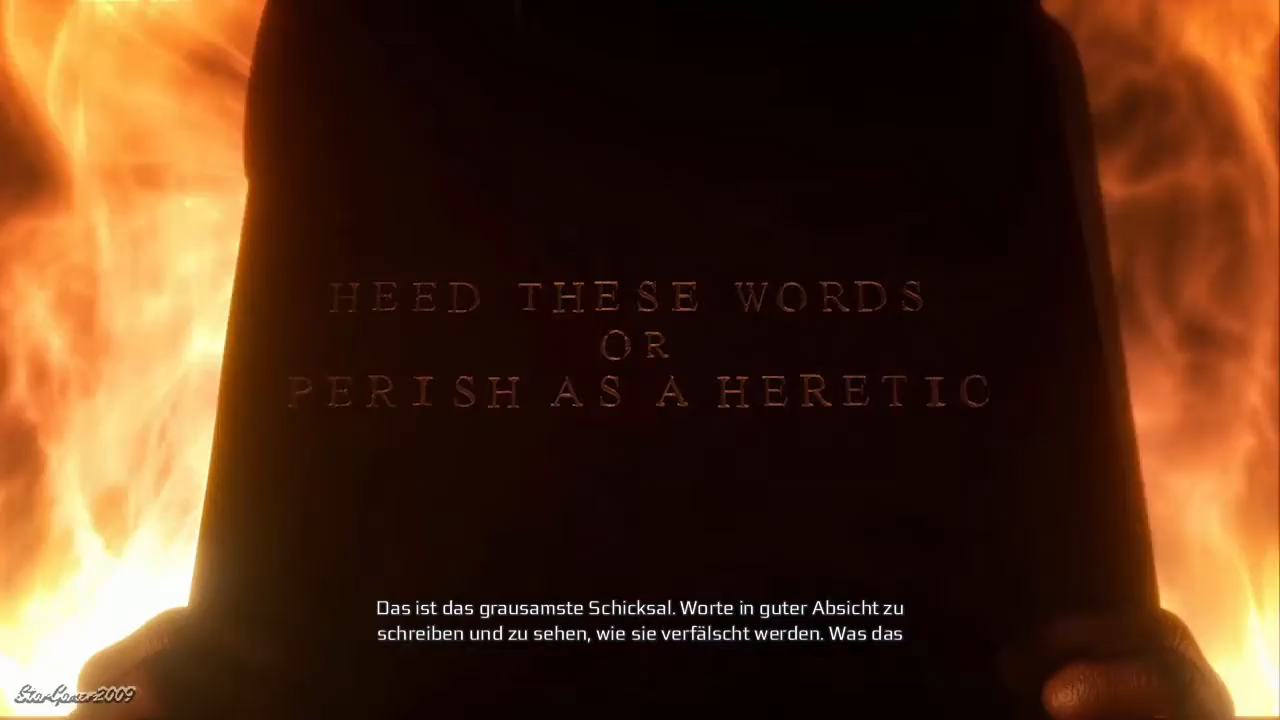 HEED THESE WORDS
OR
PERISH AS A HERETIC
Das ist das grausamste Schicksal. Worte in guter Absicht zu
schreiben und zu sehen, wie sie verfälscht werden. Was das
StarGamer2009